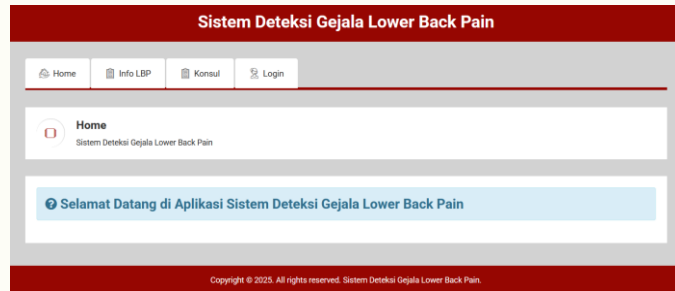 Sistem Deteksi Gejala Lower Back Pain
Home
Info LBP
Konsul
Login
Home
Sistem Deteksi Gejala Lower Back Pain
Selamat Datang di Aplikasi Sistem Deteksi Gejala Lower Back Pain
Copyright © 2025. All rights reserved. Sistem Deteksi Gejala Lower Back Pain.